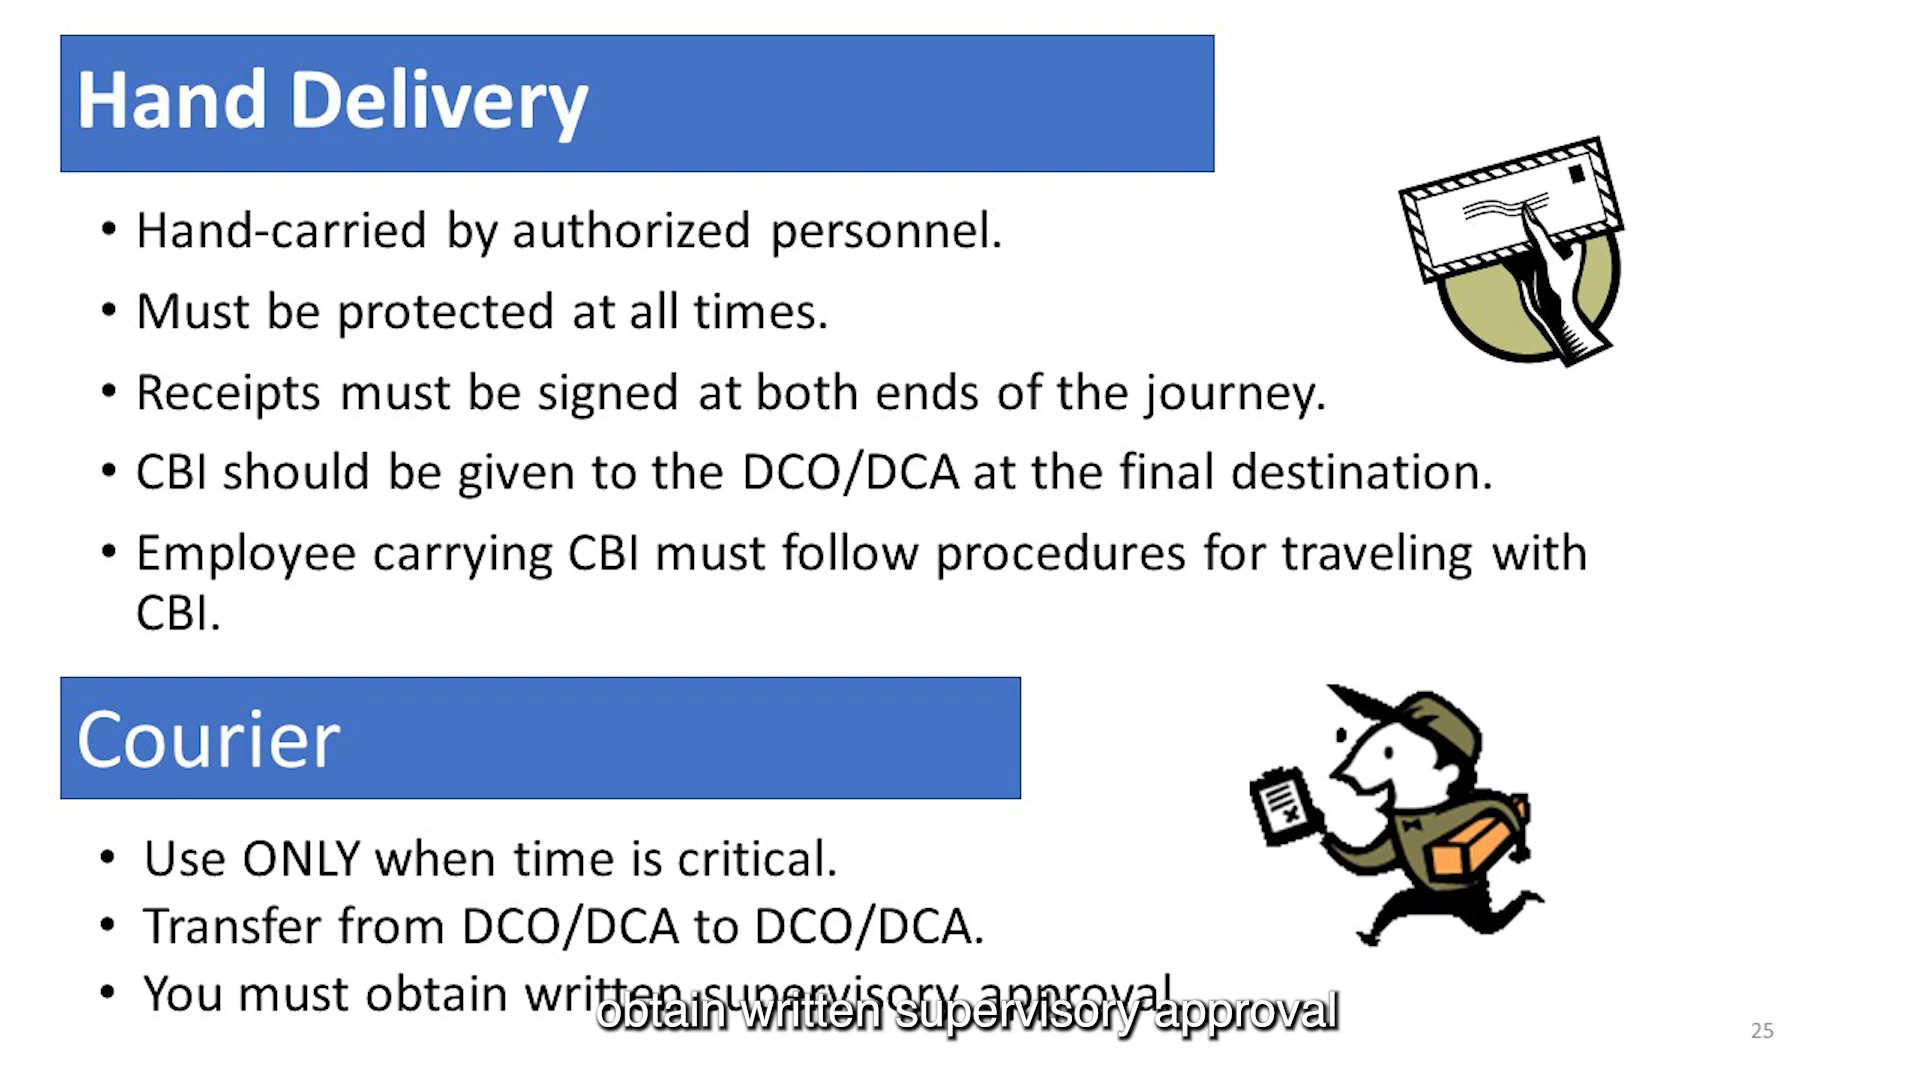 Hand Delivery
• Hand-carried by authorized personnel.
• Must be protected at all times.
• Receipts must be signed at both ends of the journey.
• CBI should be given to the DCO/DCA at the final destination.
• Employee carrying CBI must follow procedures for traveling with
CBI.
Courier
• Use ONLY when time is critical.
• Transfer from DCO/DCA to DCO/DCA.
• You must obtain written supervisory approval
obtain written supervisory approval
25